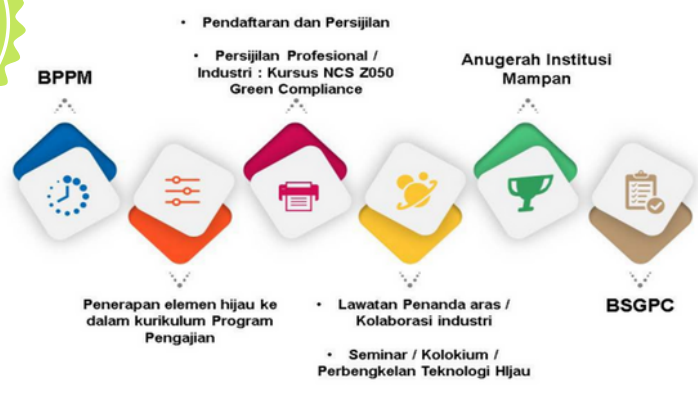 BPPM
Penerapan elemen hijau ke
dalam kurikulum Program
Pengajian
• Pendaftaran dan Persijilan
• Persijilan Profesional /
Industri : Kursus NCS Z050
Green Compliance
• Lawatan Penanda aras /
Kolaborasi industri
• Seminar / Kolokium /
Perbengkelan Teknologi HIjau
Anugerah Institusi
Mampan
BSGPC